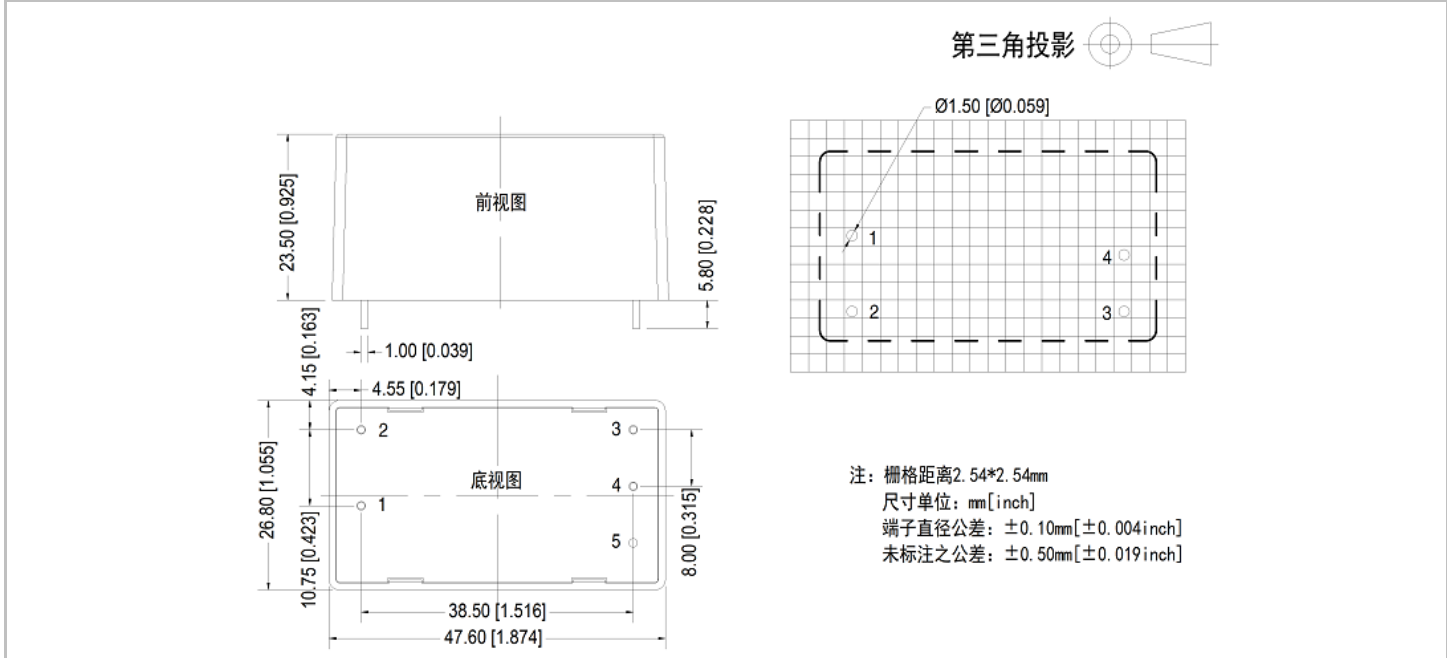 第三角投影
Ø1.50 [Ø0.059]
前视图
23.50 [0.925]
5.80 [0.228]
1
4
2
3
1.00 [0.039]
4.15 [0.163]
4.55 [0.179]
2
3
底视图
4
1
5
26.80 [1.055]
10.75 [0.423]
8.00 [0.315]
38.50 [1.516]
47.60 [1.874]
注：栅格距离2.54*2.54mm
尺寸单位：mm[inch]
端子直径公差：±0.10mm[±0.004inch]
未标注之公差：±0.50mm[±0.019inch]